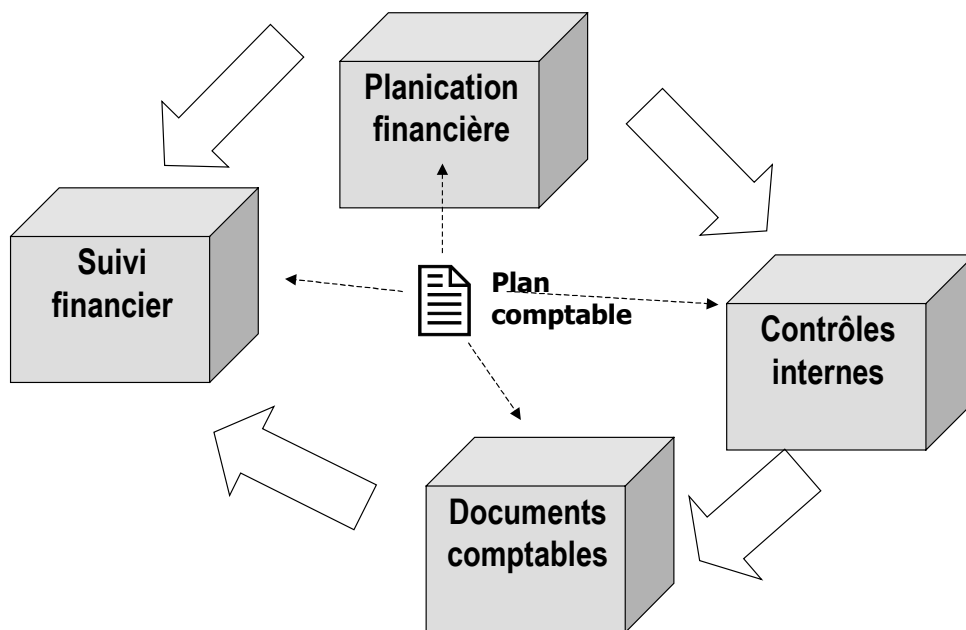 Planication
financière
Suivi
financier
Plan
comptable
Contrôles
internes
Documents
comptables